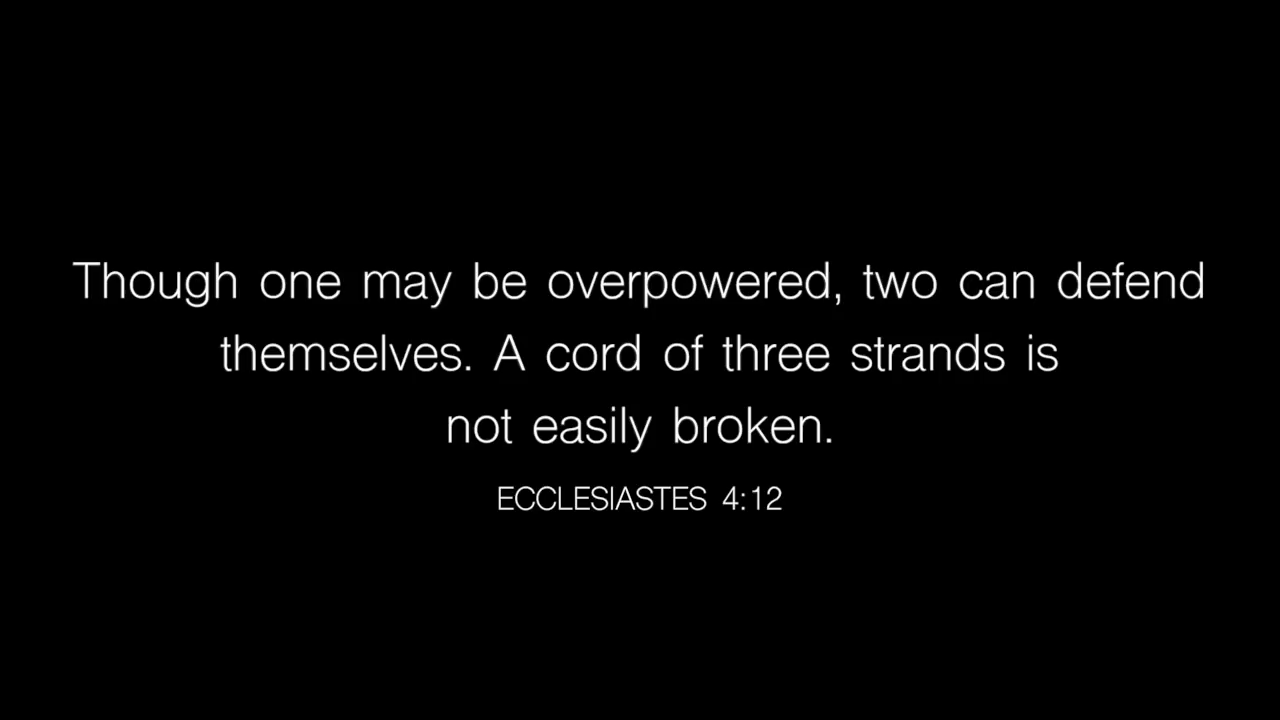 Though one may be overpowered, two can defend
themselves. A cord of three strands is
not easily broken.
ECCLESIASTES 4:12